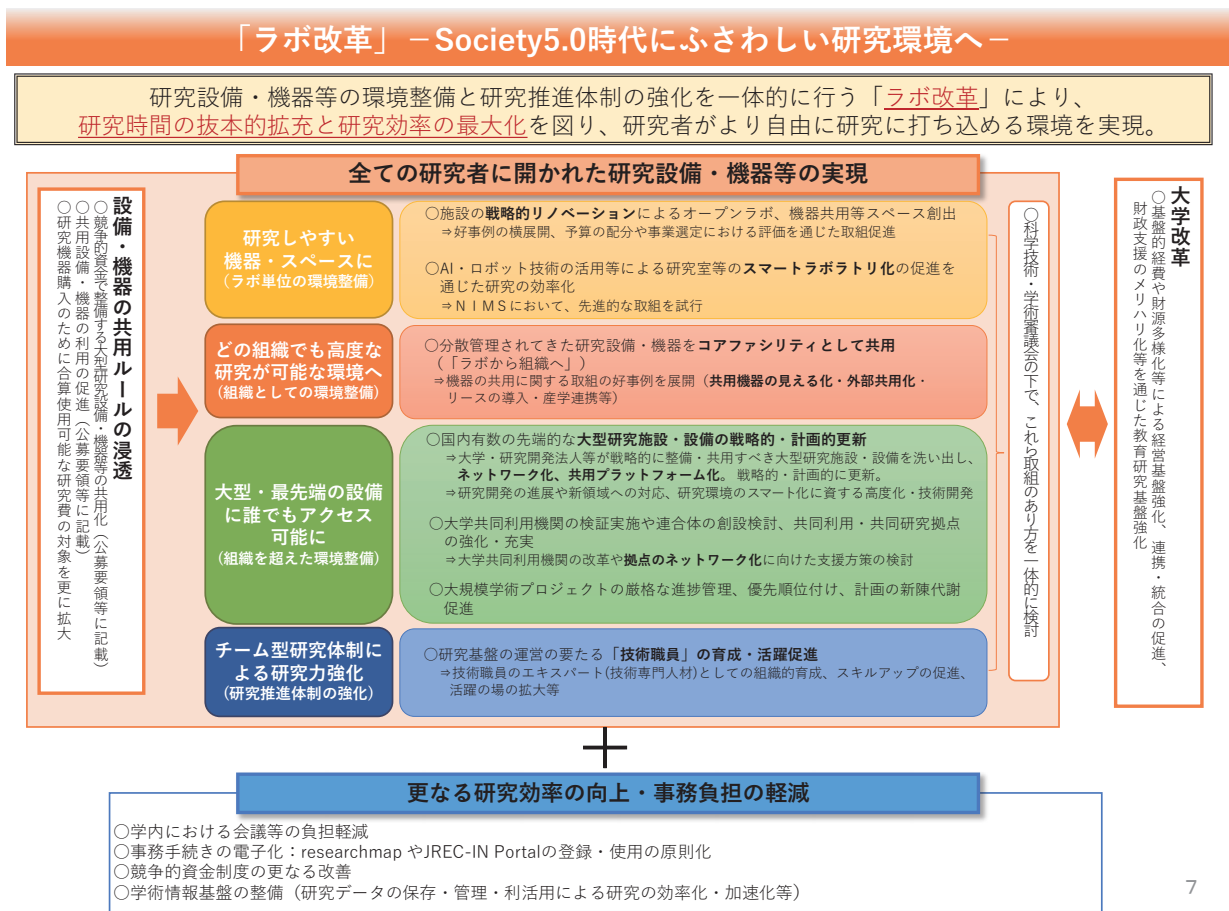 「ラボ改革」－Society5.0時代にふさわしい研究環境へ－
研究設備・機器等の環境整備と研究推進体制の強化を一体的に行う「ラボ改革」により、
研究時間の抜本的拡充と研究効率の最大化を図り、研究者がより自由に研究に打ち込める環境を実現。
全ての研究者に開かれた研究設備・機器等の実現
設備・機器の共用ルールの浸透
○競争的資金で整備する大型研究設備・機器等の共用化（公募要領等に記載）
○共用設備・機器の利用の促進（公募要領等に記載）
○研究機器購入のために合算使用可能な研究費の対象を更に拡大
研究しやすい
機器・スペースに
(ラボ単位の環境整備)
○施設の戦略的リノベーションによるオープンラボ、機器共用等スペース創出
⇒好事例の横展開、予算の配分や事業選定における評価を通じた取組促進
○AI・ロボット技術の活用等による研究室等のスマートラボラトリ化の促進を
通じた研究の効率化
⇒ＮＩＭＳにおいて、先進的な取組を試行
どの組織でも高度な
研究が可能な環境へ
(組織としての環境整備)
○分散管理されてきた研究設備・機器をコアファシリティとして共用
（「ラボから組織へ」）
⇒機器の共用に関する取組の好事例を展開（共用機器の見える化・外部共用化・
リースの導入・産学連携等）
大型・最先端の設備
に誰でもアクセス
可能に
(組織を超えた環境整備)
○国内有数の先端的な大型研究施設・設備の戦略的・計画的更新
⇒大学・研究開発法人等が戦略的に整備・共用すべき大型研究施設・設備を洗い出し、
ネットワーク化、共用プラットフォーム化。 戦略的・計画的に更新。
⇒研究開発の進展や新領域への対応、研究環境のスマート化に資する高度化・技術開発
○大学共同利用機関の検証実施や連合体の創設検討、共同利用・共同研究拠点
の強化・充実
⇒大学共同利用機関の改革や拠点のネットワーク化に向けた支援方策の検討
○大規模学術プロジェクトの厳格な進捗管理、優先順位付け、計画の新陳代謝
促進
チーム型研究体制に
よる研究力強化
(研究推進体制の強化)
○研究基盤の運営の要たる「技術職員」の育成・活躍促進
⇒技術職員のエキスパート(技術専門人材)としての組織的育成、スキルアップの促進、
活躍の場の拡大等
○科学技術・学術審議会の下で、これら取組のあり方を一体的に検討
大学改革
○基盤的経費や財源多様化等による経営基盤強化、連携・統合の促進、
財政支援のメリハリ化等を通じた教育研究基盤強化
＋
更なる研究効率の向上・事務負担の軽減
○学内における会議等の負担軽減
○事務手続きの電子化：researchmap やJREC-IN Portalの登録・使用の原則化
○競争的資金制度の更なる改善
○学術情報基盤の整備（研究データの保存・管理・利活用による研究の効率化・加速化等）
7